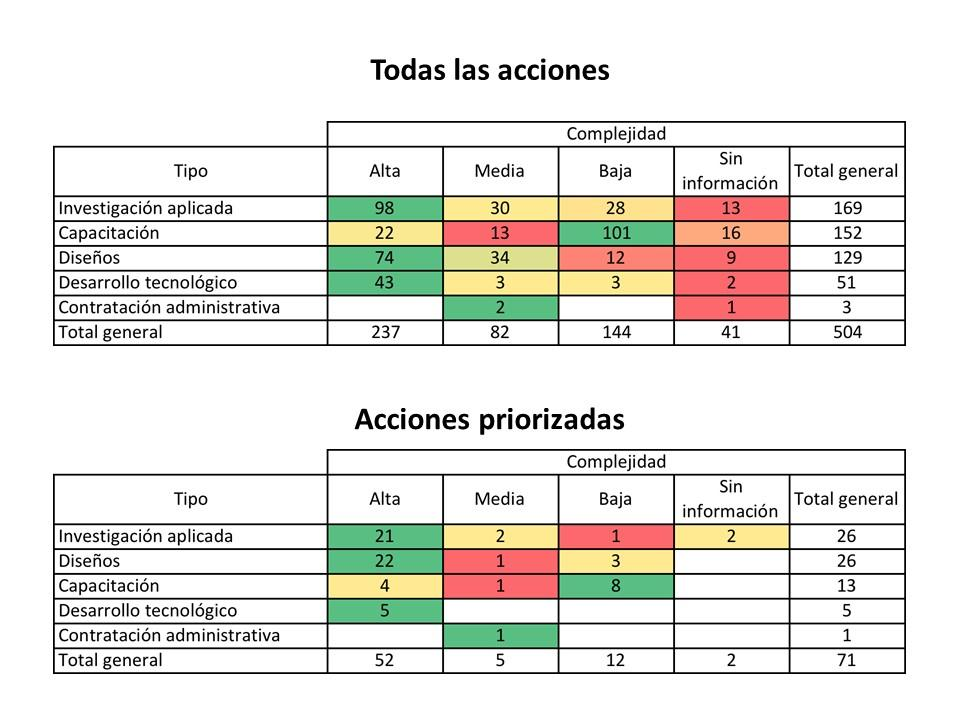 Todas las acciones
Complejidad
Tipo Alta Media Baja Sin información Total general
Investigación aplicada 98 30 28 13 169
Capacitación 22 13 101 16 152
Diseños 74 34 12 9 129
Desarrollo tecnológico 43 3 3 2 51
Contratación administrativa 2 1 3
Total general 237 82 144 41 504
Acciones priorizadas
Complejidad
Tipo Alta Media Baja Sin información Total general
Investigación aplicada 21 2 1 2 26
Diseños 22 1 3 26
Capacitación 4 1 8 13
Desarrollo tecnológico 5 5
Contratación administrativa 1 1
Total general 52 5 12 2 71